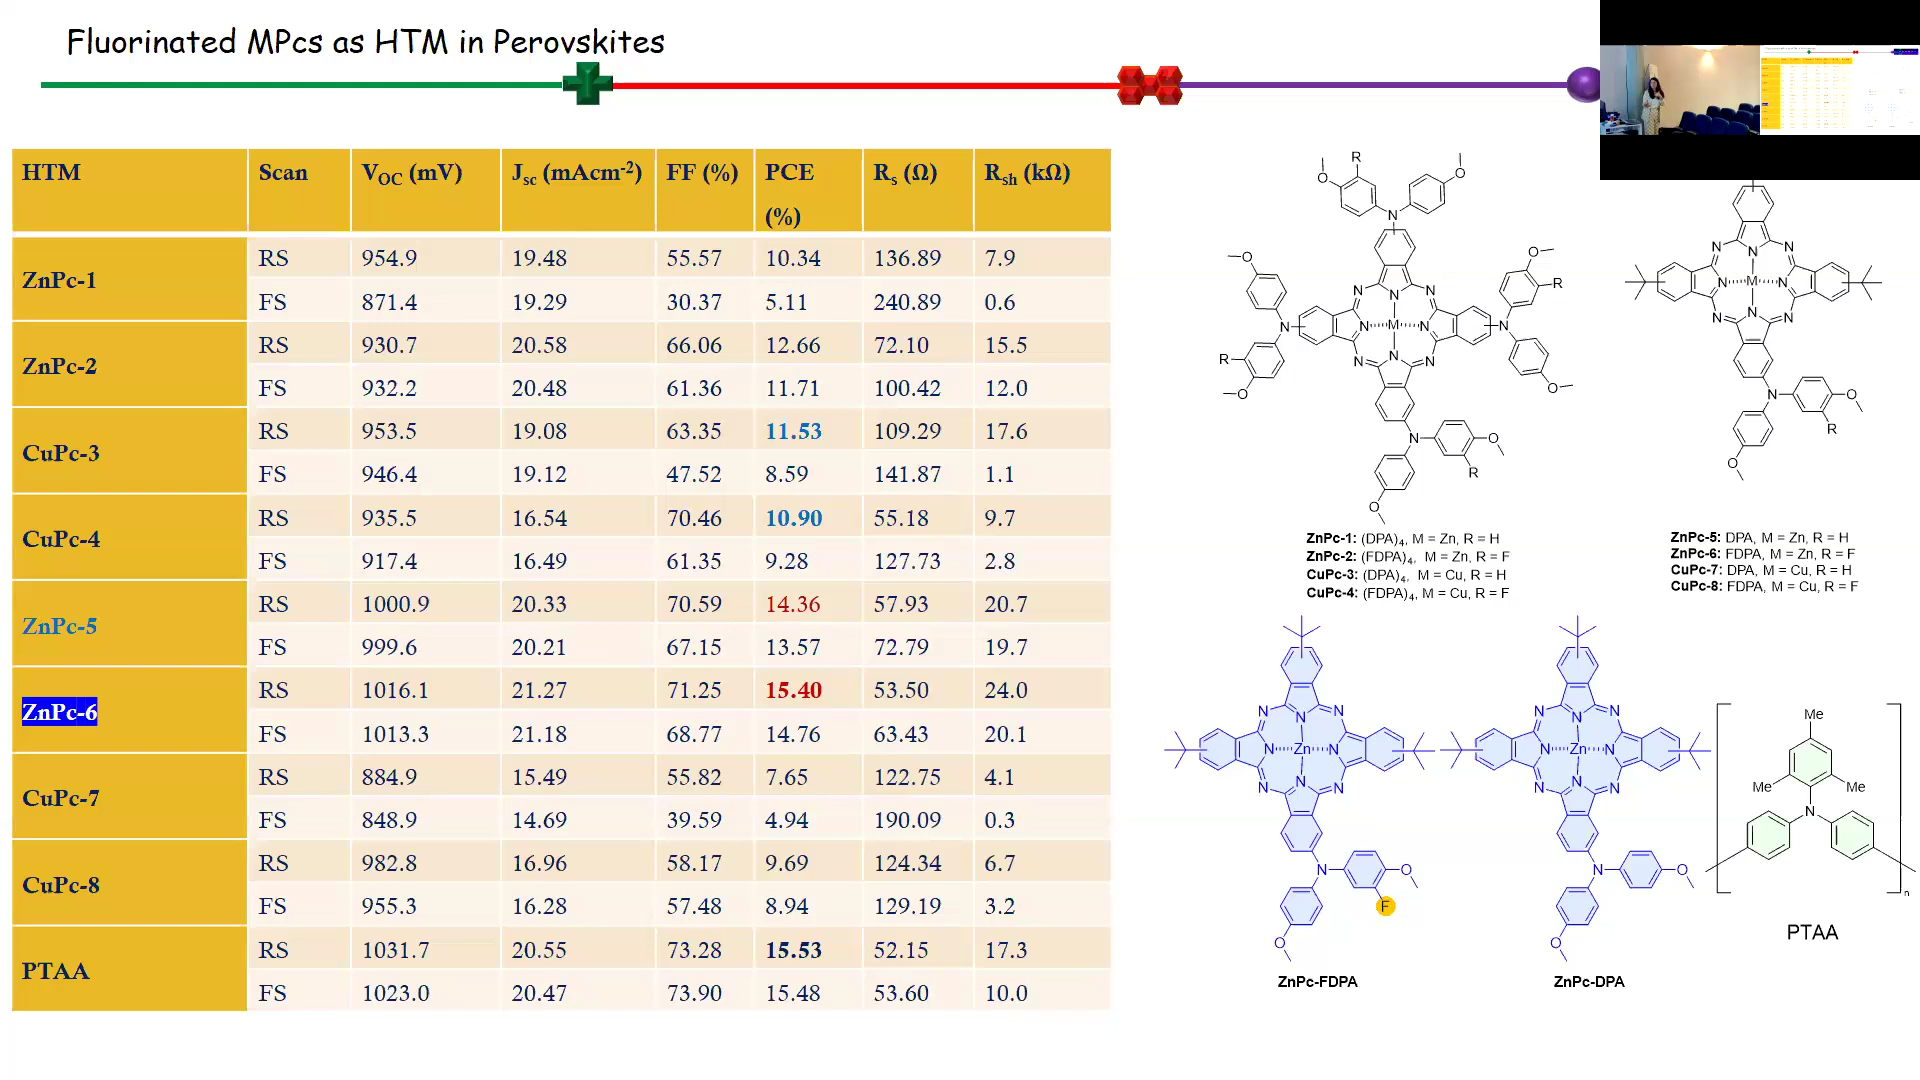 Fluorinated MPcs as HTM in Perovskites
HTM Scan V_OC (mV) J_sc (mAcm⁻²) FF (%) PCE (%) R_s (Ω) R_sh (kΩ)
ZnPc-1 RS 954.9 19.48 55.57 10.34 136.89 7.9
FS 871.4 19.29 30.37 5.11 240.89 0.6
ZnPc-2 RS 930.7 20.58 66.06 12.66 72.10 15.5
FS 932.2 20.48 61.36 11.71 100.42 12.0
CuPc-3 RS 953.5 19.08 63.35 11.53 109.29 17.6
FS 946.4 19.12 47.52 8.59 141.87 1.1
CuPc-4 RS 935.5 16.54 70.46 10.90 55.18 9.7
FS 917.4 16.49 61.35 9.28 127.73 2.8
ZnPc-5 RS 1000.9 20.33 70.59 14.36 57.93 20.7
FS 999.6 20.21 67.15 13.57 72.79 19.7
ZnPc-6 RS 1016.1 21.27 71.25 15.40 53.50 24.0
FS 1013.3 21.18 68.77 14.76 63.43 20.1
CuPc-7 RS 884.9 15.49 55.82 7.65 122.75 4.1
FS 848.9 14.69 39.59 4.94 190.09 0.3
CuPc-8 RS 982.8 16.96 58.17 9.69 124.34 6.7
FS 955.3 16.28 57.48 8.94 129.19 3.2
PTAA RS 1031.7 20.55 73.28 15.53 52.15 17.3
FS 1023.0 20.47 73.90 15.48 53.60 10.0
ZnPc-1: (DPA)₄, M = Zn, R = H
ZnPc-2: (FDPA)₄, M = Zn, R = F
CuPc-3: (DPA)₄, M = Cu, R = H
CuPc-4: (FDPA)₄, M = Cu, R = F
ZnPc-5: DPA, M = Zn, R = H
ZnPc-6: FDPA, M = Zn, R = F
CuPc-7: DPA, M = Cu, R = H
CuPc-8: FDPA, M = Cu, R = F
ZnPc-FDPA
ZnPc-DPA
Me
Me Me
N
n
PTAA